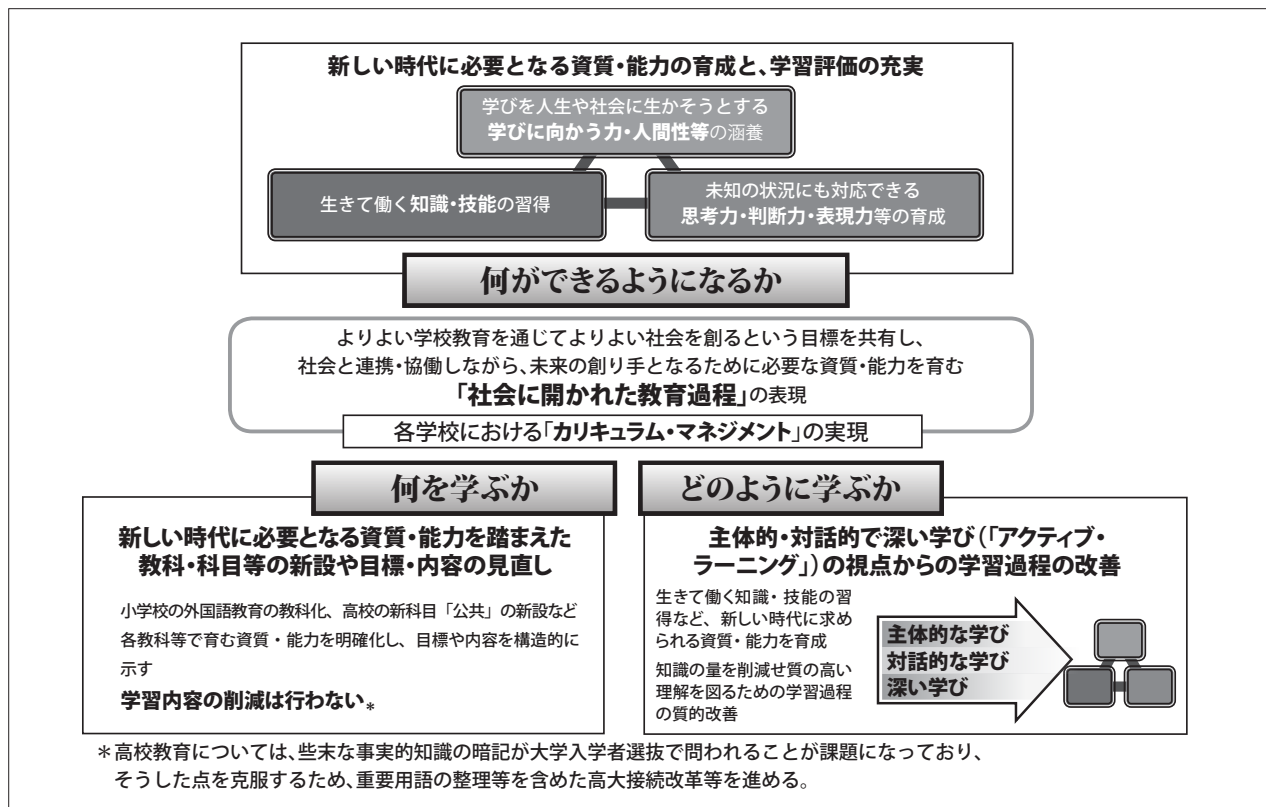 新しい時代に必要となる資質・能力の育成と、学習評価の充実
学びを人生や社会に生かそうとする
学びに向かう力・人間性等の涵養
生きて働く知識・技能の習得
未知の状況にも対応できる
思考力・判断力・表現力等の育成
何ができるようになるか
よりよい学校教育を通じてよりよい社会を創るという目標を共有し、
社会と連携・協働しながら、未来の創り手となるために必要な資質・能力を育む
「社会に開かれた教育過程」の表現
各学校における「カリキュラム・マネジメント」の実現
何を学ぶか
新しい時代に必要となる資質・能力を踏まえた
教科・科目等の新設や目標・内容の見直し
小学校の外国語教育の教科化、高校の新科目「公共」の新設など
各教科等で育む資質・能力を明確化し、目標や内容を構造的に
示す
学習内容の削減は行わない*
どのように学ぶか
主体的・対話的で深い学び(「アクティブ・
ラーニング」)の視点からの学習過程の改善
生きて働く知識・技能の習
得など、新しい時代に求め
られる資質・能力を育成
知識の量を削減せ質の高い
理解を図るための学習過程
の質的改善
主体的な学び
対話的な学び
深い学び
*高校教育については、些末な事実的知識の暗記が大学入学者選抜で問われることが課題になっており、
そうした点を克服するため、重要用語の整理等を含めた高大接続改革等を進める。